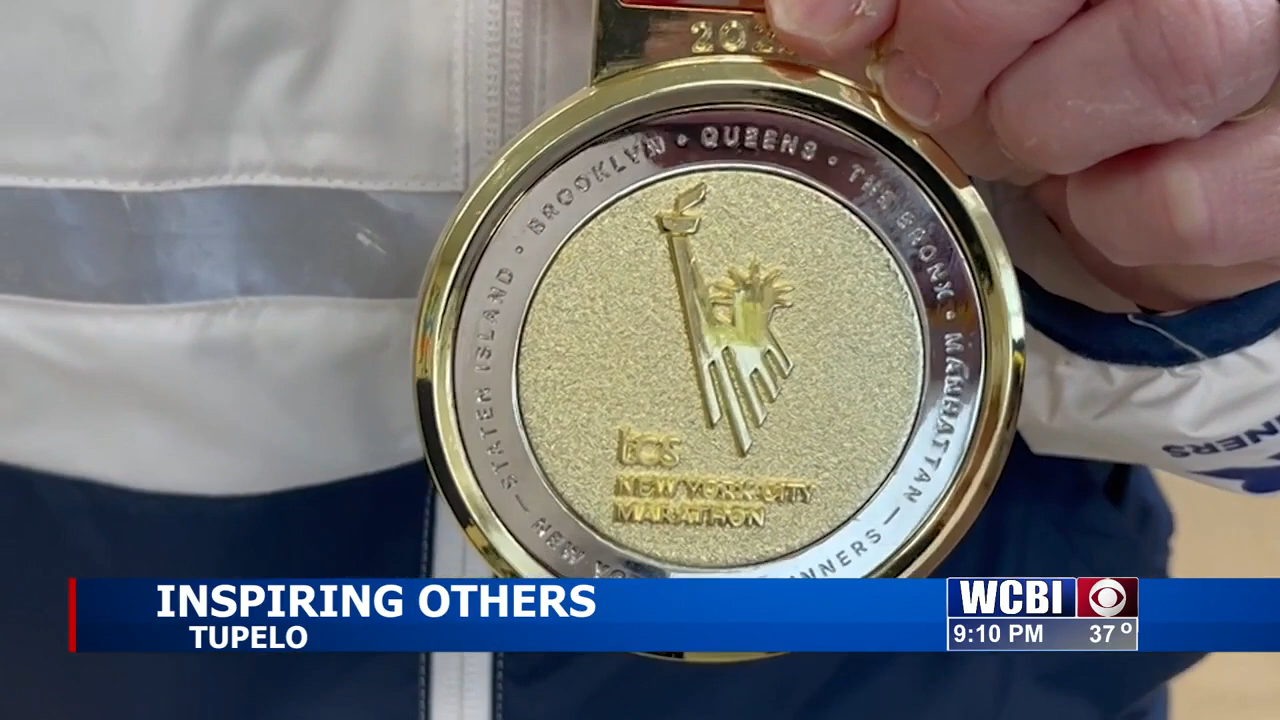 BROOKLYN • QUEENS • THE BRONX • MANHATTAN —
STATEN ISLAND •
tcs
NEW YORK CITY
MARATHON
INSPIRING OTHERS
TUPELO
WCBI
9:10 PM 37°